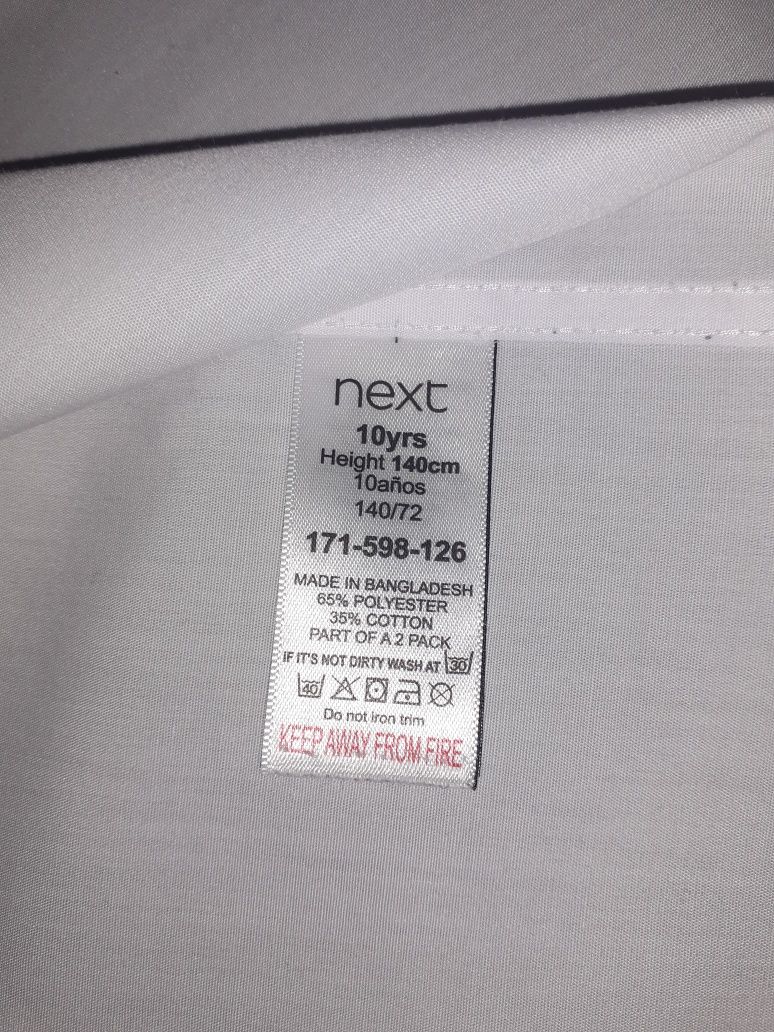 next
10yrs
Height 140cm
10años
140/72
171-598-126
MADE IN BANGLADESH
65% POLYESTER
35% COTTON
PART OF A 2 PACK
IF IT'S NOT DIRTY WASH AT 30
40
Do not iron trim
KEEP AWAY FROM FIRE